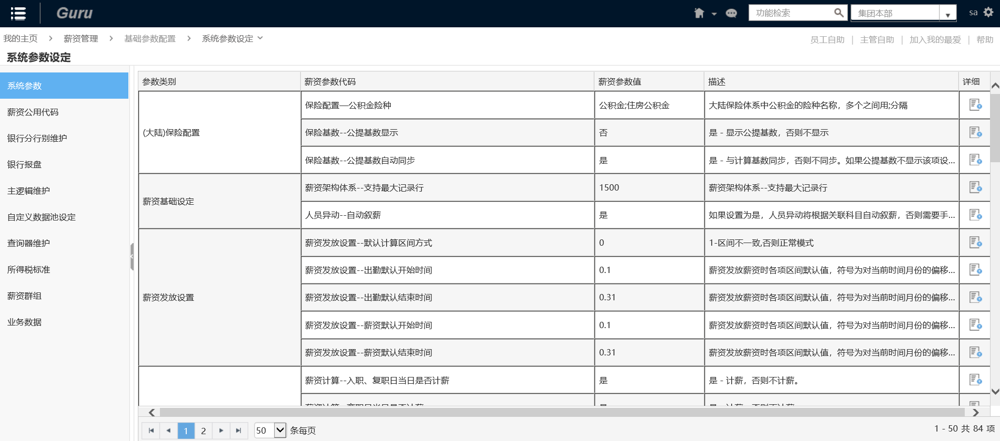 Guru
功能检索
集团本部
sa
我的主页 > 薪资管理 > 基础参数配置 > 系统参数设定
员工自助 | 主管自助 | 加入我的最爱 | 帮助
系统参数设定
系统参数
薪资公用代码
银行分行别维护
银行报盘
主逻辑维护
自定义数据池设定
查询器维护
所得税标准
薪资群组
业务数据
参数类别 薪资参数代码 薪资参数值 描述 详细
(大陆)保险配置
保险配置—公积金险种 公积金;住房公积金 大陆保险体系中公积金的险种名称，多个之间用;分隔
保险基数--公提基数显示 否 是 - 显示公提基数，否则不显示
保险基数--公提基数自动同步 是 是 - 与计算基数同步，否则不同步。如果公提基数不显示该项设...
薪资基础设定
薪资架构体系--支持最大记录行 1500 薪资架构体系--支持最大记录行
人员异动--自动叙薪 是 如果设置为是，人员异动将根据关联科目自动叙薪，否则需要手...
薪资发放设置
薪资发放设置--默认计算区间方式 0 1-区间不一致,否则正常模式
薪资发放设置--出勤默认开始时间 0.1 薪资发放薪资时各项区间默认值，符号为对当前时间月份的偏移...
薪资发放设置--出勤默认结束时间 0.31 薪资发放薪资时各项区间默认值，符号为对当前时间月份的偏移...
薪资发放设置--薪资默认开始时间 0.1 薪资发放薪资时各项区间默认值，符号为对当前时间月份的偏移...
薪资发放设置--薪资默认结束时间 0.31 薪资发放薪资时各项区间默认值，符号为对当前时间月份的偏移...
薪资计算--入职、复职日当日是否计薪 是 是 - 计薪，否则不计薪。
1 2 50 条每页
1 - 50 共 84 项